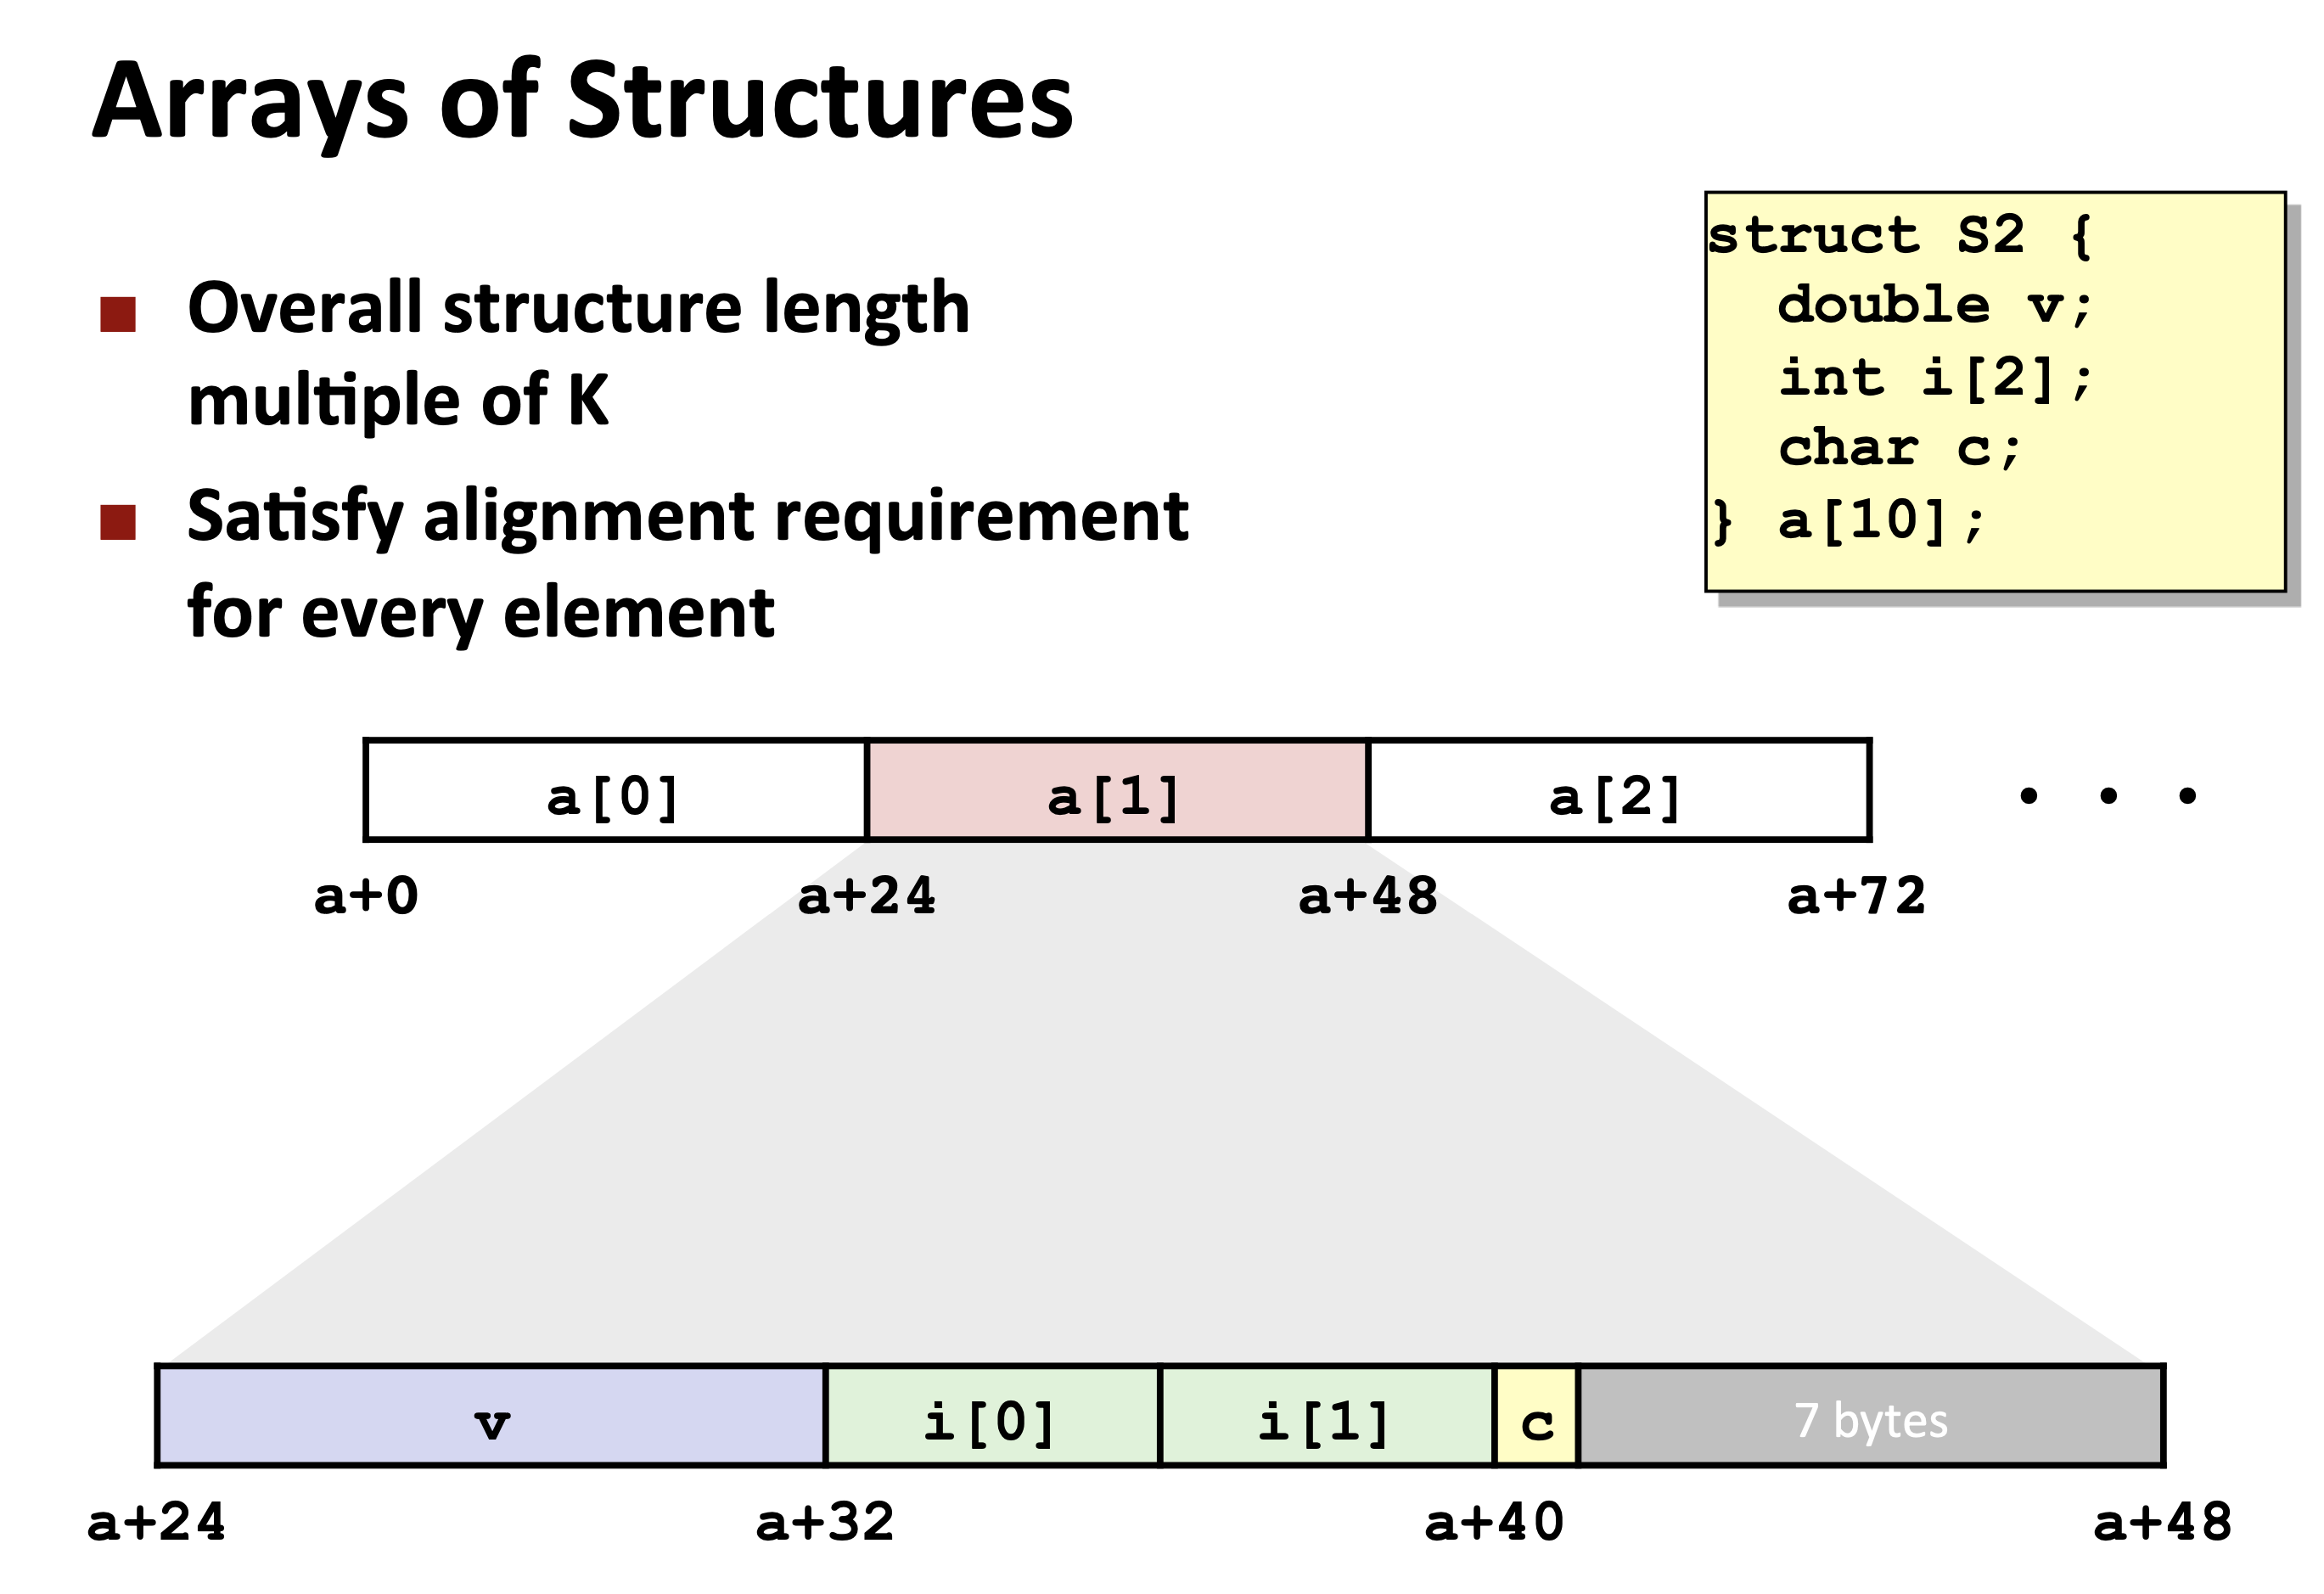 Arrays of Structures
Overall structure length
multiple of K
Satisfy alignment requirement
for every element
struct S2 {
double v;
int i[2];
char c;
} a[10];
a[0] a[1] a[2] • • •
a+0 a+24 a+48 a+72
v i[0] i[1] c 7 bytes
a+24 a+32 a+40 a+48